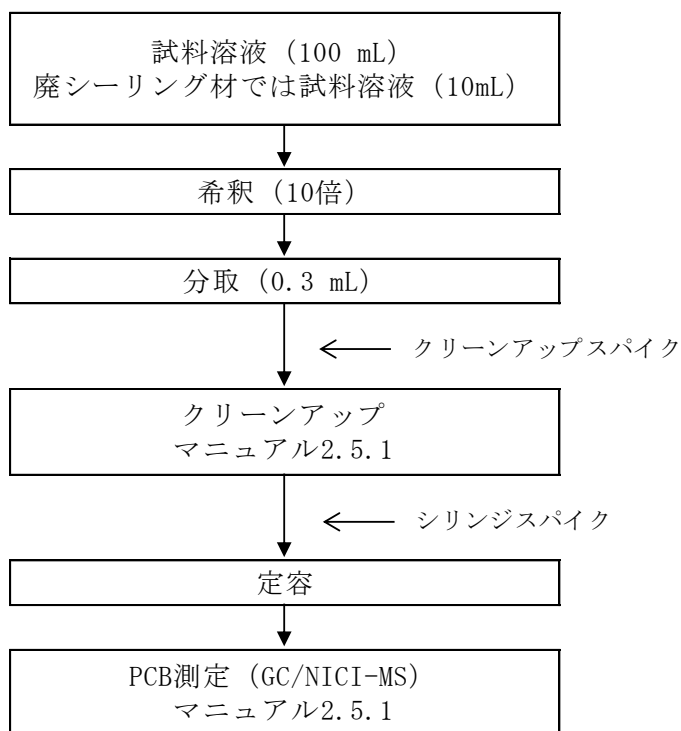 試料溶液 (100 mL)
廃シーリング材では試料溶液 (10mL)
希釈 (10倍)
分取 (0.3 mL)
クリーンアップスパイク
クリーンアップ
マニュアル2.5.1
シリンジスパイク
定容
PCB測定 (GC/NICI-MS)
マニュアル2.5.1